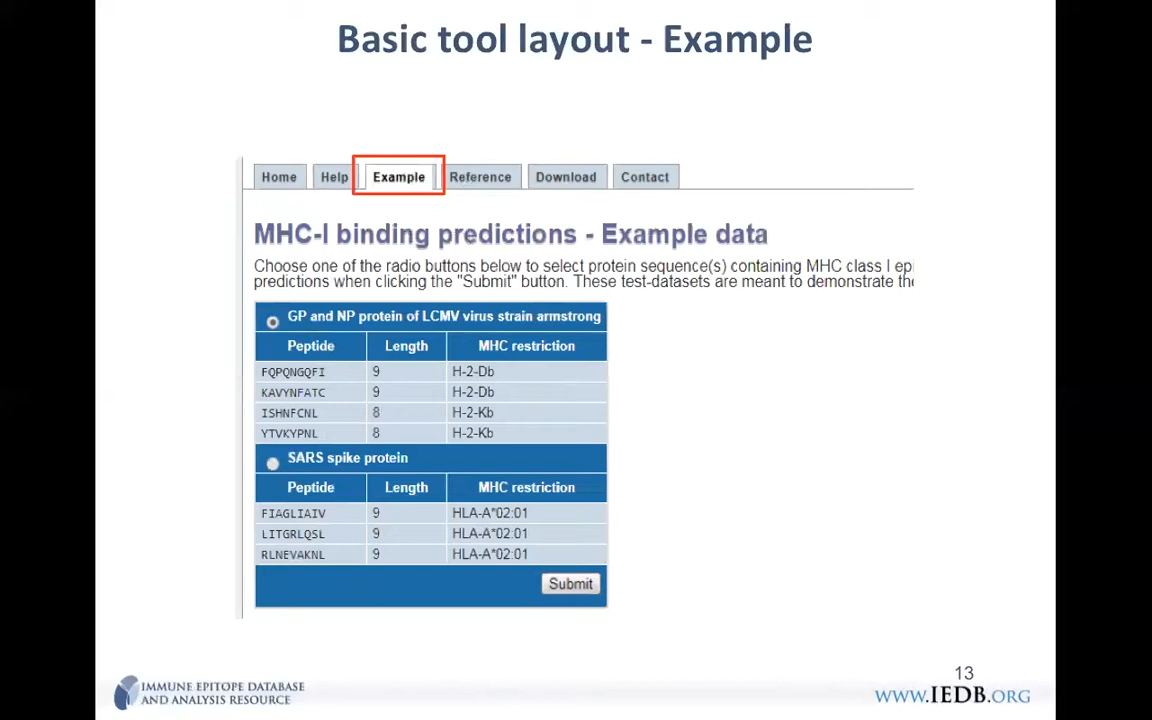 Basic tool layout - Example
Home Help Example Reference Download Contact
MHC-I binding predictions - Example data
Choose one of the radio buttons below to select protein sequence(s) containing MHC class I epi
predictions when clicking the "Submit" button. These test-datasets are meant to demonstrate the
GP and NP protein of LCMV virus strain armstrong
Peptide Length MHC restriction
FQPQNGQFI 9 H-2-Db
KAVYNFATC 9 H-2-Db
ISHNFCNL 8 H-2-Kb
YTVKYPNL 8 H-2-Kb
SARS spike protein
Peptide Length MHC restriction
FIAGLIAIV 9 HLA-A*02:01
LITGRLQSL 9 HLA-A*02:01
RLNEVAKNL 9 HLA-A*02:01
Submit
13
IMMUNE EPITOPE DATABASE
AND ANALYSIS RESOURCE
WWW.IEDB.ORG